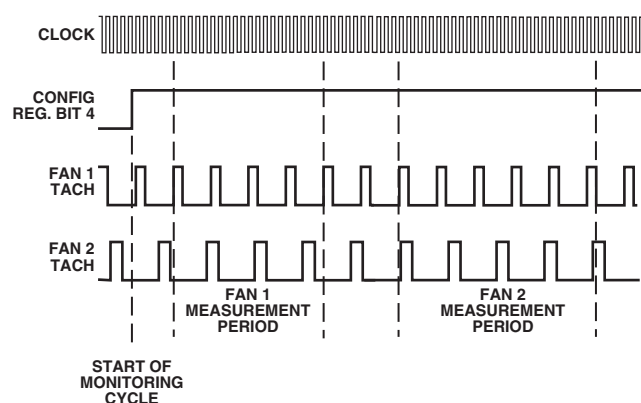 CLOCK
CONFIG
REG. BIT 4
FAN 1
TACH
FAN 2
TACH
FAN 1
MEASUREMENT
PERIOD
FAN 2
MEASUREMENT
PERIOD
START OF
MONITORING
CYCLE